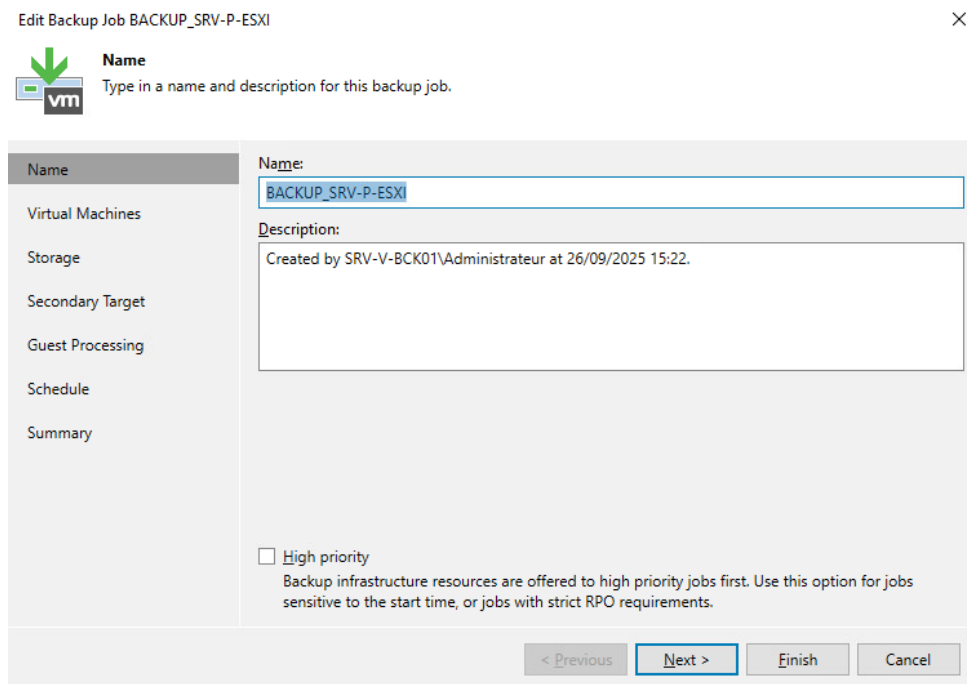 Edit Backup Job BACKUP_SRV-P-ESXI
Name
Type in a name and description for this backup job.
vm
Name
Virtual Machines
Storage
Secondary Target
Guest Processing
Schedule
Summary
Name:
BACKUP_SRV-P-ESXI
Description:
Created by SRV-V-BCK01\Administrateur at 26/09/2025 15:22.
High priority
Backup infrastructure resources are offered to high priority jobs first. Use this option for jobs
sensitive to the start time, or jobs with strict RPO requirements.
< Previous
Next >
Finish
Cancel